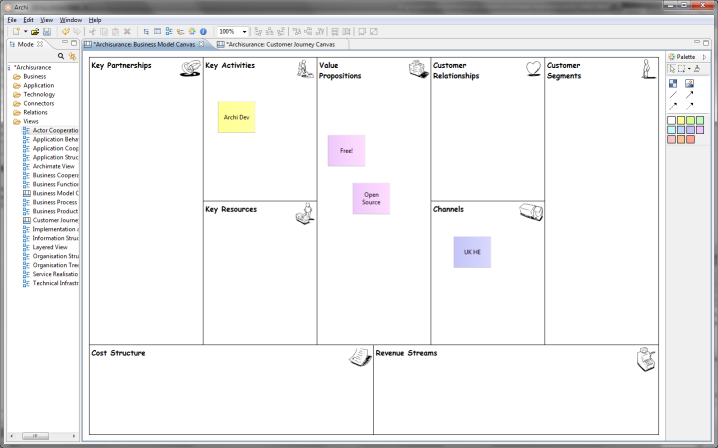 Archi
File Edit View Window Help
100%
Mode
*Archisurance: Business Model Canvas
*Archisurance: Customer Journey Canvas
*Archisurance
Business
Application
Technology
Connectors
Relations
Views
Actor Cooperatio
Application Behav
Application Coop
Application Struc
Archimate View
Business Coopera
Business Function
Business Model C
Business Process
Business Product
Customer Journey
Implementation a
Information Struc
Layered View
Organisation Stru
Organisation Tree
Service Realisatio
Technical Infrastr
Key Partnerships
Key Activities
Archi Dev
Key Resources
Value
Propositions
Free!
Open
Source
Customer
Relationships
Channels
UK HE
Customer
Segments
Cost Structure
Revenue Streams
Palette